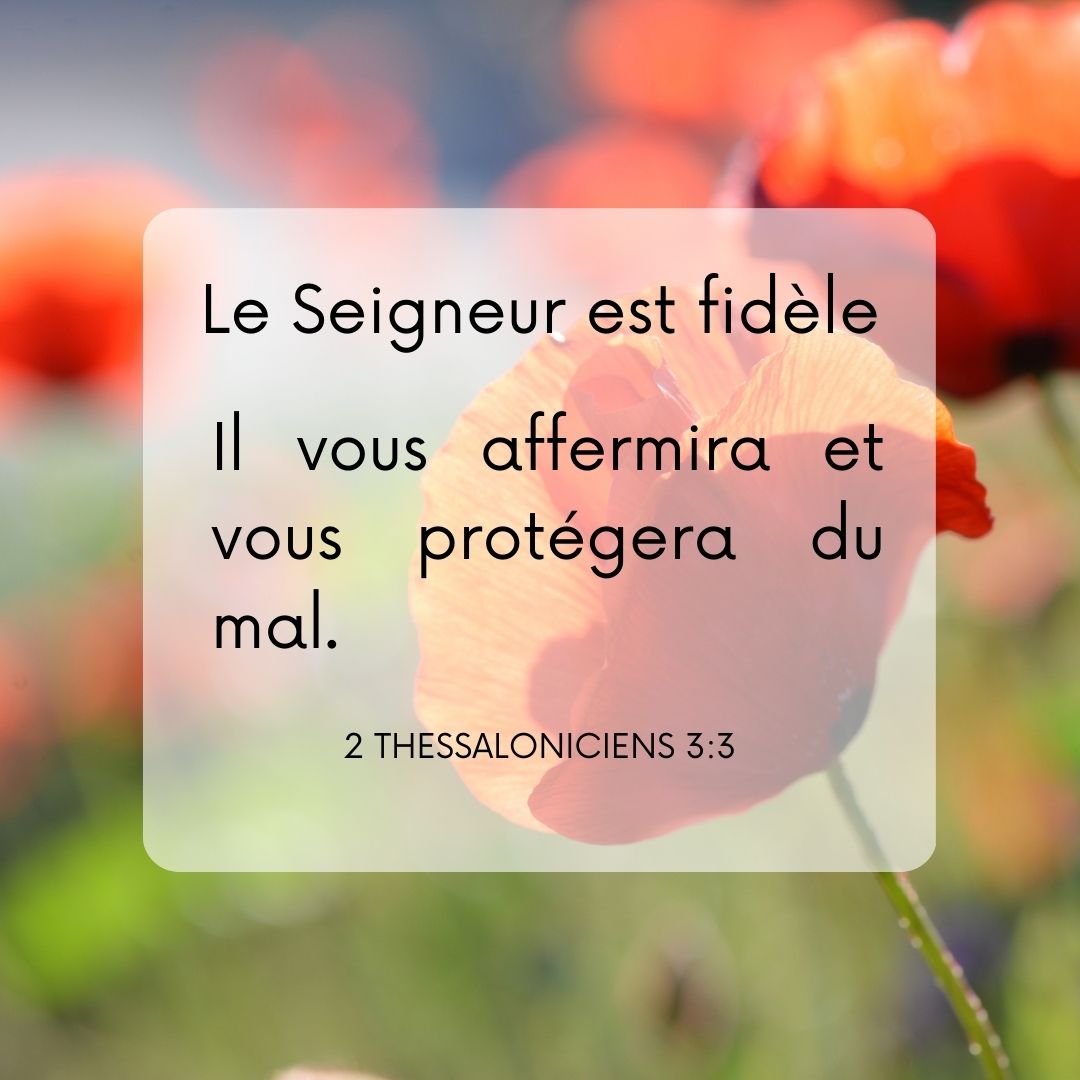 Le Seigneur est fidèle
Il vous affermira et
vous protégera du
mal.
2 THESSALONICIENS 3:3